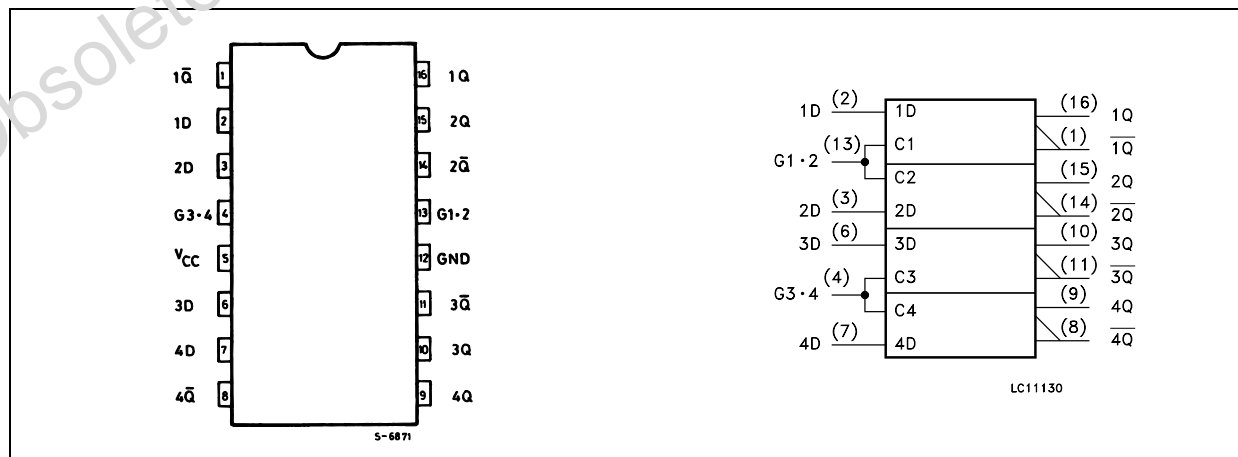 Obsolete
1Q̅ 1 16 1Q
1D 2 15 2Q
2D 3 14 2Q̅
G3·4 4 13 G1·2
VCC 5 12 GND
3D 6 11 3Q̅
4D 7 10 3Q
4Q̅ 8 9 4Q
S-6871
1D (2) 1D (16) 1Q
G1·2 (13) C1 (1) 1Q̅
C2 (15) 2Q
2D (3) 2D (14) 2Q̅
3D (6) 3D (10) 3Q
G3·4 (4) C3 (11) 3Q̅
C4 (9) 4Q
4D (7) 4D (8) 4Q̅
LC11130